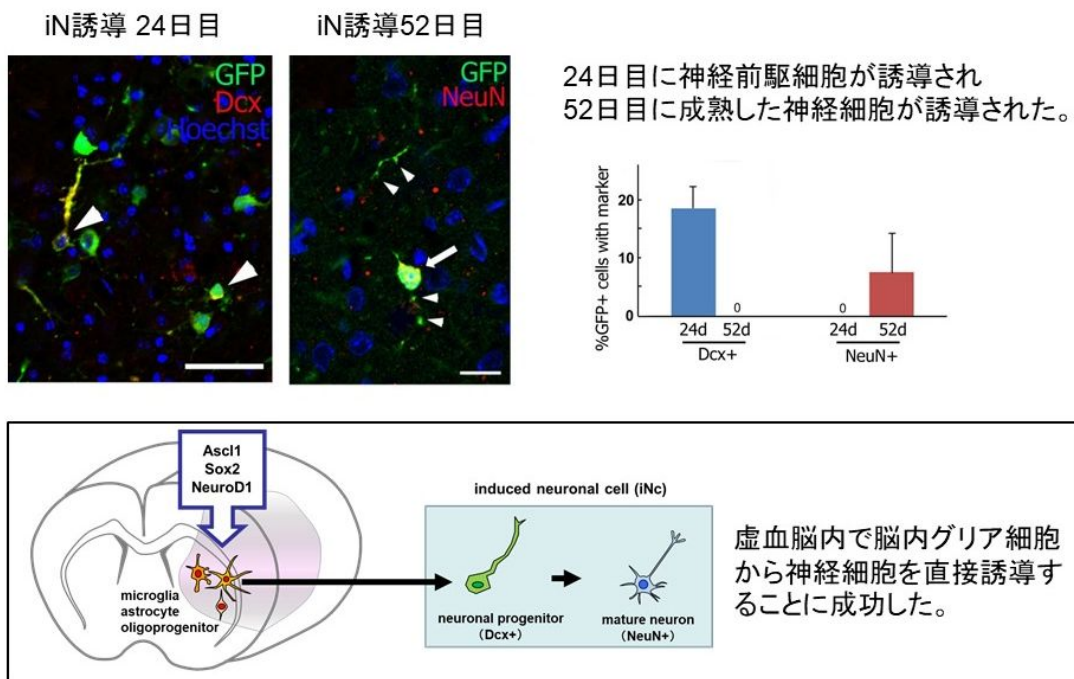 iN誘導 24日目
iN誘導52日目
GFP
Dcx
Hoechst
GFP
NeuN
24日目に神経前駆細胞が誘導され
52日目に成熟した神経細胞が誘導された。
%GFP+ cells with marker
20
10
0
0
0
24d 52d
24d 52d
Dcx+
NeuN+
Ascl1
Sox2
NeuroD1
microglia
astrocyte
oligoprogenitor
induced neuronal cell (iNc)
neuronal progenitor
（Dcx+）
mature neuron
（NeuN+）
虚血脳内で脳内グリア細胞
から神経細胞を直接誘導す
ることに成功した。